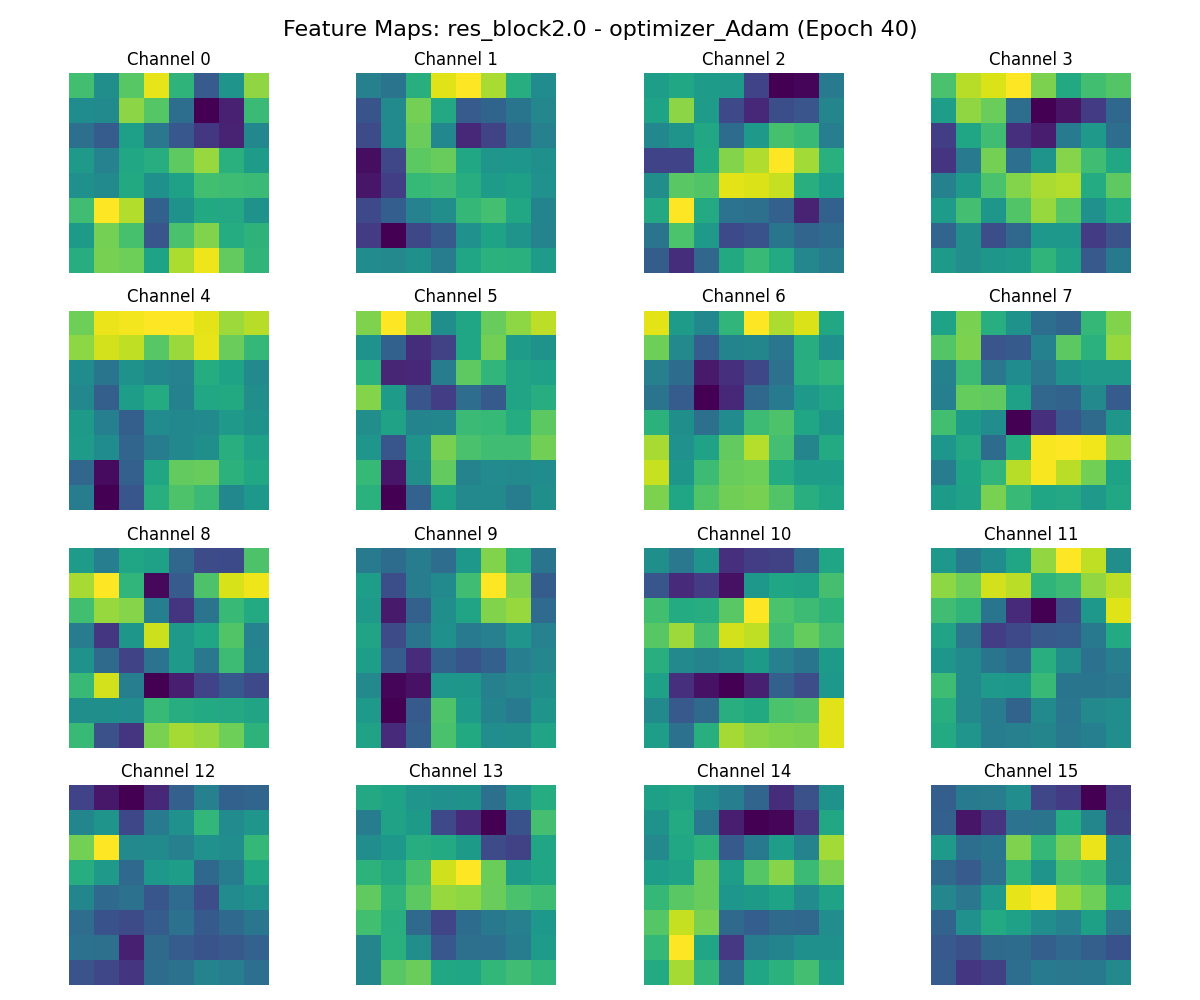 Feature Maps: res_block2.0 - optimizer_Adam (Epoch 40)
Channel 0
Channel 1
Channel 2
Channel 3
Channel 4
Channel 5
Channel 6
Channel 7
Channel 8
Channel 9
Channel 10
Channel 11
Channel 12
Channel 13
Channel 14
Channel 15